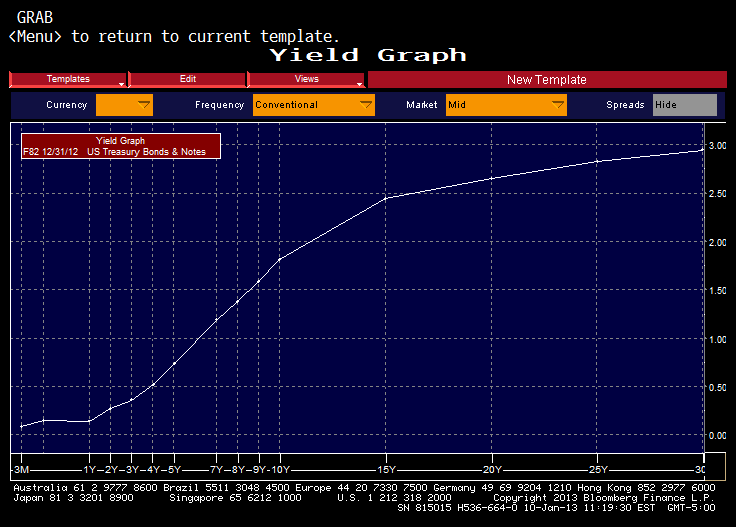 GRAB
<Menu> to return to current template.
Yield Graph
Templates Edit Views New Template
Currency Frequency Conventional Market Mid Spreads Hide
Yield Graph
F82 12/31/12 US Treasury Bonds & Notes
3.00
2.50
2.00
1.50
1.00
0.50
0.00
3M 1Y 2Y 3Y 4Y 5Y 7Y 8Y 9Y 10Y 15Y 20Y 25Y 30
Australia 61 2 9777 8600 Brazil 5511 3048 4500 Europe 44 20 7330 7500 Germany 49 69 9204 1210 Hong Kong 852 2977 6000
Japan 81 3 3201 8900 Singapore 65 6212 1000 U.S. 1 212 318 2000 Copyright 2013 Bloomberg Finance L.P.
SN 815015 H536-664-0 10-Jan-13 11:19:30 EST GMT-5:00